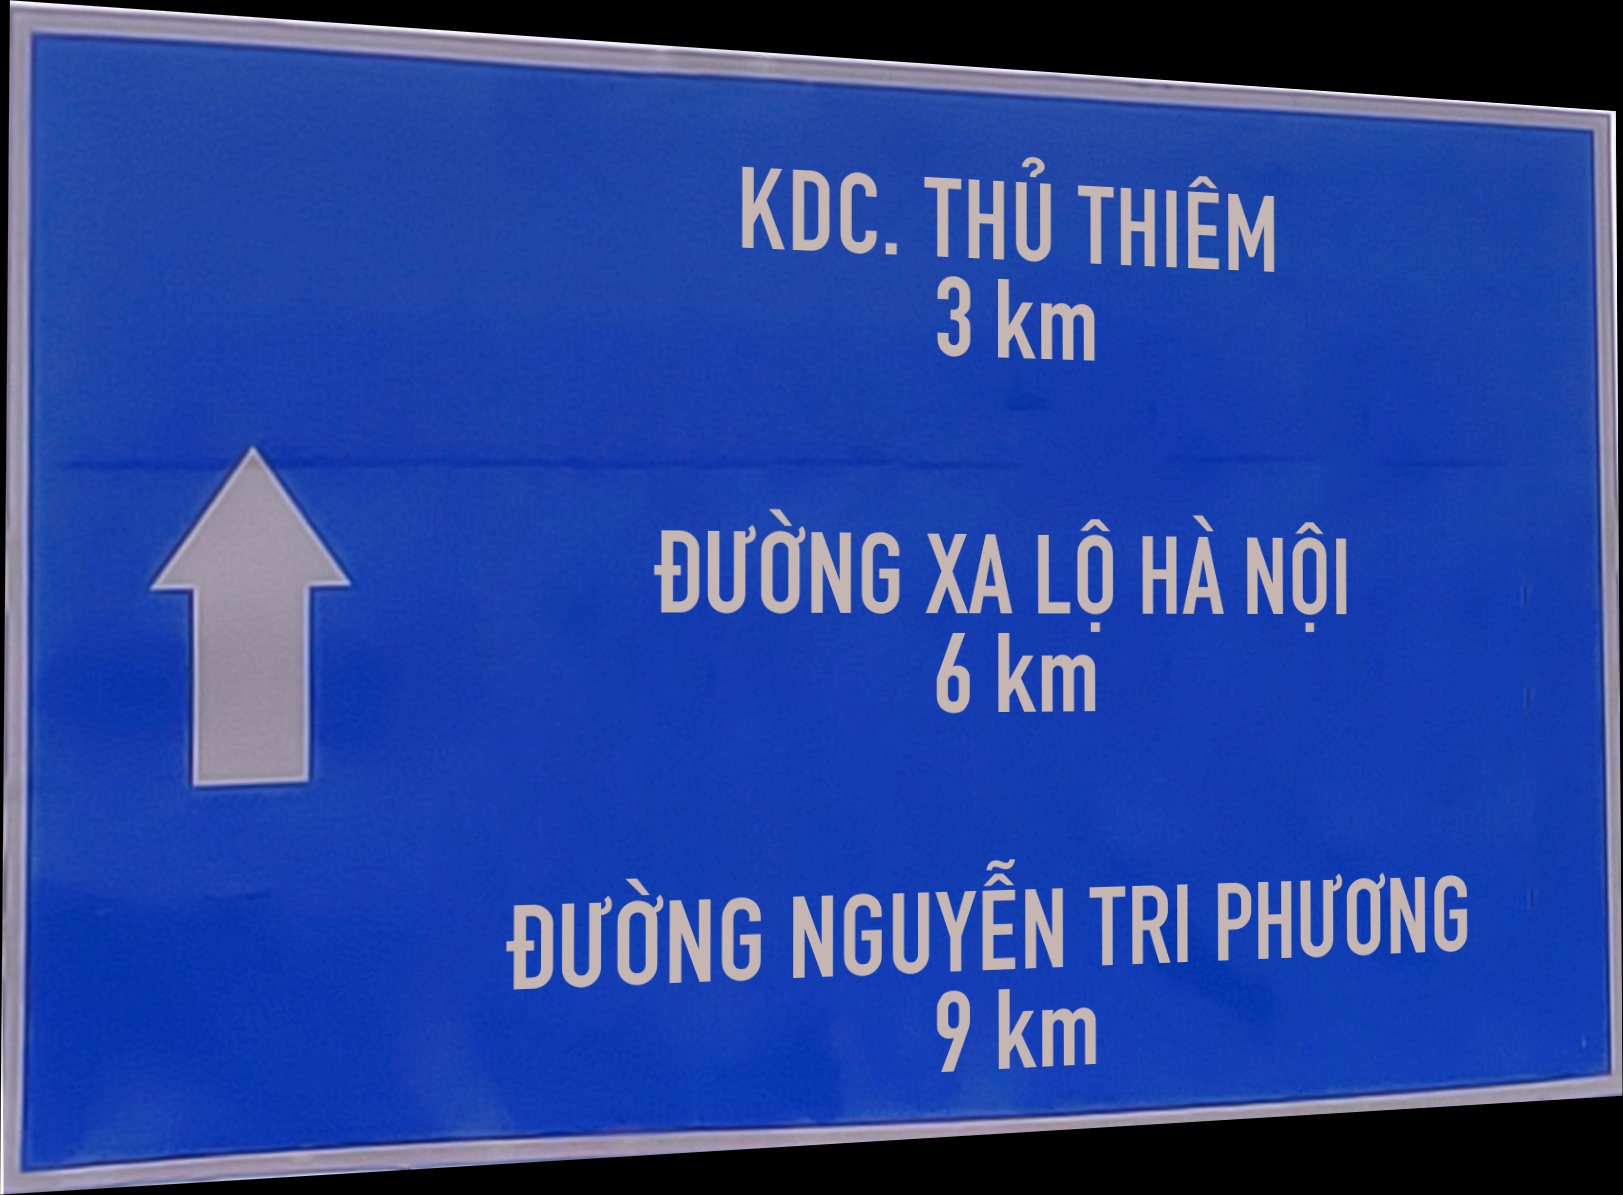 KDC. THỦ THIÊM
3 km
ĐƯỜNG XA LỘ HÀ NỘI
6 km
ĐƯỜNG NGUYỄN TRI PHƯƠNG
9 km